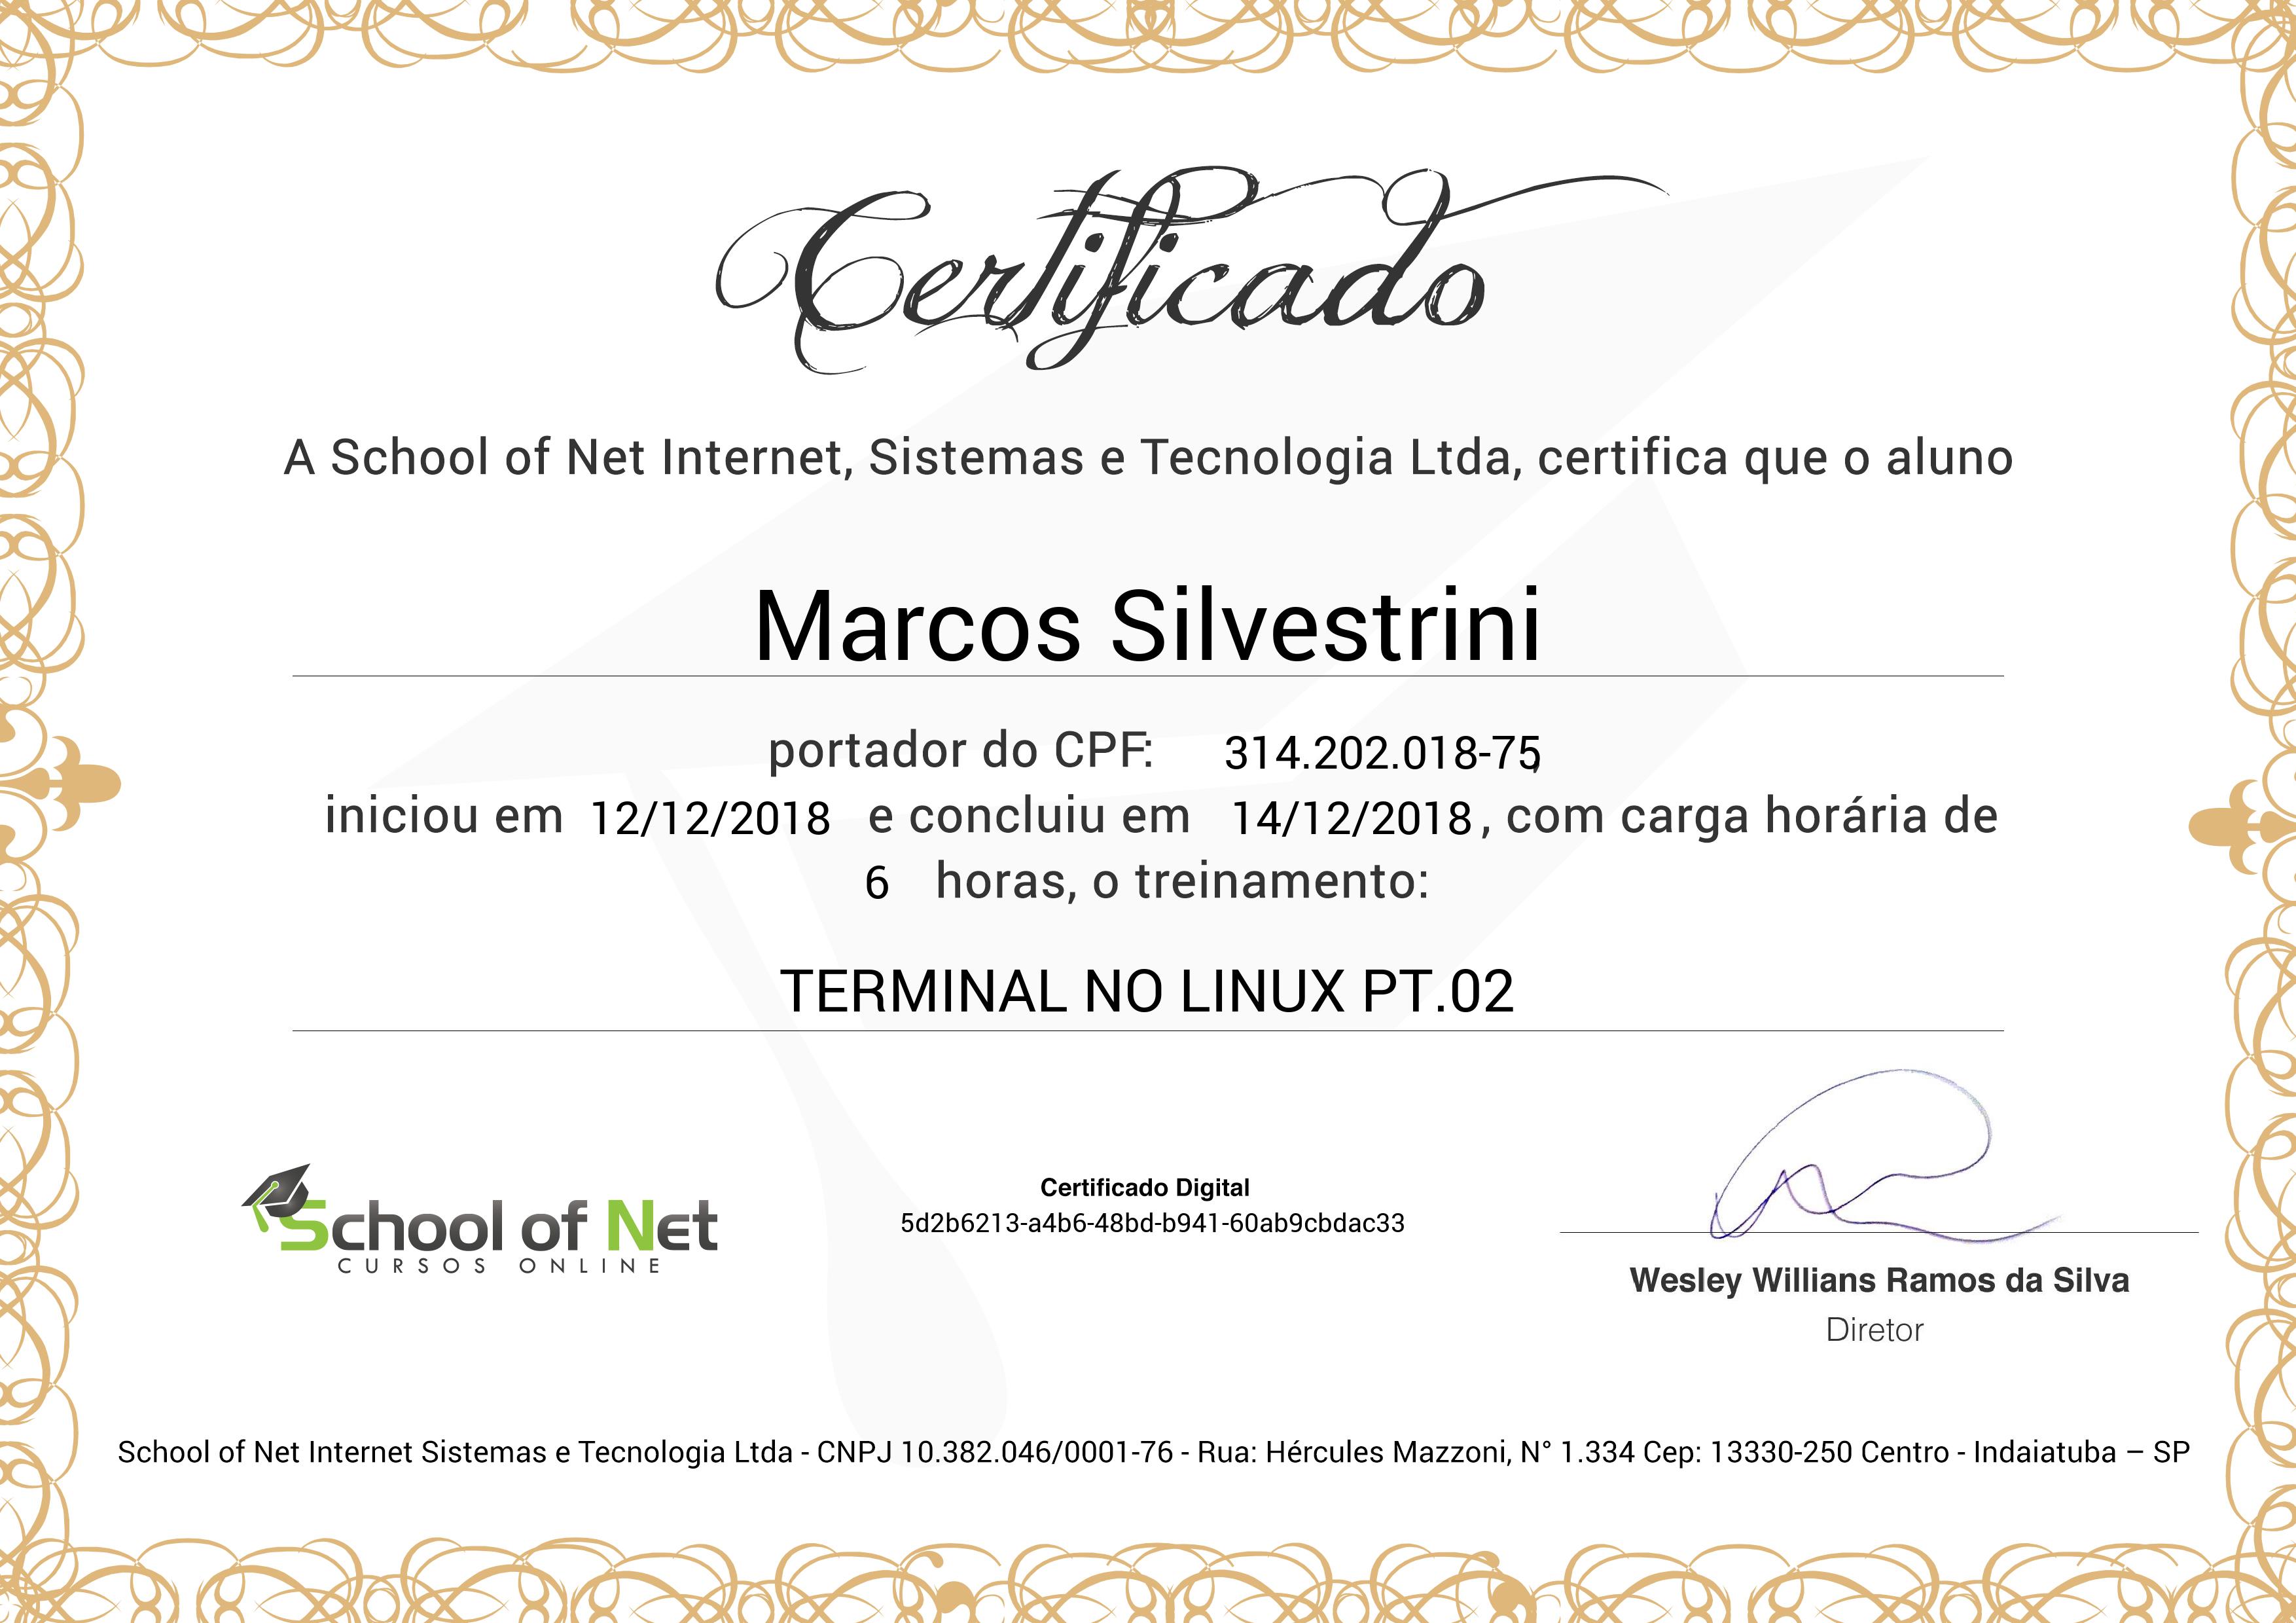 Certificado
A School of Net Internet, Sistemas e Tecnologia Ltda, certifica que o aluno
Marcos Silvestrini
portador do CPF: 314.202.018-75,
iniciou em 12/12/2018 e concluiu em 14/12/2018, com carga horária de
6 horas, o treinamento:
TERMINAL NO LINUX PT.02
School of Net
CURSOS ONLINE
Certificado Digital
5d2b6213-a4b6-48bd-b941-60ab9cbdac33
Wesley Willians Ramos da Silva
Diretor
School of Net Internet Sistemas e Tecnologia Ltda - CNPJ 10.382.046/0001-76 - Rua: Hércules Mazzoni, N° 1.334 Cep: 13330-250 Centro - Indaiatuba – SP